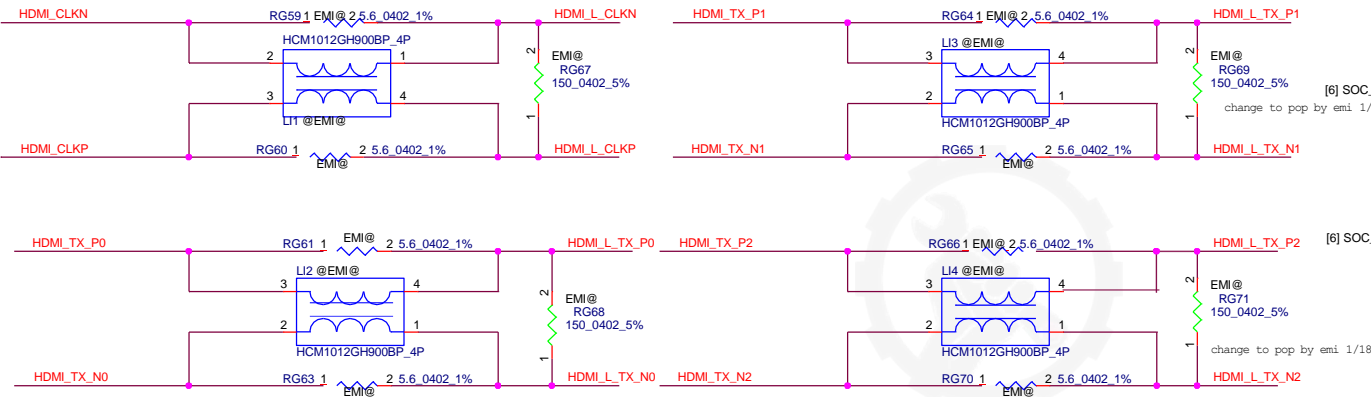 HDMI_CLKN
RG59 1 EMI@ 2 5.6_0402_1%
HDMI_L_CLKN
HCM1012GH900BP_4P
2
1
3
4
LI1 @EMI@
2
EMI@
RG67
150_0402_5%
1
HDMI_CLKP
RG60 1
EMI@
2 5.6_0402_1%
HDMI_L_CLKP
HDMI_TX_P1
RG64 1 EMI@ 2 5.6_0402_1%
HDMI_L_TX_P1
LI3 @EMI@
3
4
2
1
HCM1012GH900BP_4P
2
EMI@
RG69
150_0402_5%
1
[6] SOC_
change to pop by emi 1/
HDMI_TX_N1
RG65 1
EMI@
2 5.6_0402_1%
HDMI_L_TX_N1
HDMI_TX_P0
RG61 1
EMI@
2 5.6_0402_1%
HDMI_L_TX_P0
LI2 @EMI@
3
4
2
1
HCM1012GH900BP_4P
2
EMI@
RG68
150_0402_5%
1
HDMI_TX_N0
RG63 1
EMI@
2 5.6_0402_1%
HDMI_L_TX_N0
HDMI_TX_P2
RG66 1 EMI@ 2 5.6_0402_1%
HDMI_L_TX_P2
[6] SOC_
LI4 @EMI@
3
4
2
1
HCM1012GH900BP_4P
2
EMI@
RG71
150_0402_5%
1
change to pop by emi 1/18
HDMI_TX_N2
RG70 1
EMI@
2 5.6_0402_1%
HDMI_L_TX_N2